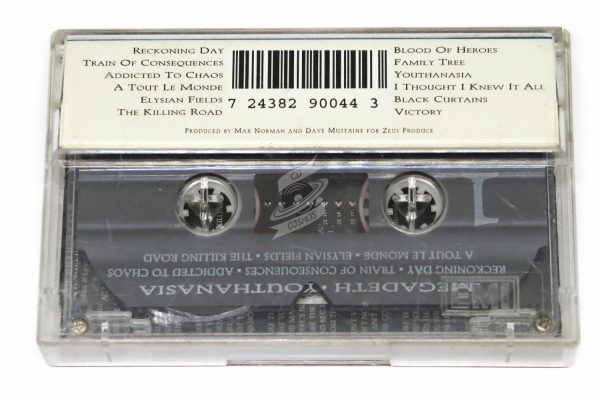 RECKONING DAY
TRAIN OF CONSEQUENCES
ADDICTED TO CHAOS
A TOUT LE MONDE
ELYSIAN FIELDS
THE KILLING ROAD
7 24382 90044 3
BLOOD OF HEROES
FAMILY TREE
YOUTHANASIA
I THOUGHT I KNEW IT ALL
BLACK CURTAINS
VICTORY
PRODUCED BY MAX NORMAN AND DAVE MUSTAINE FOR ZEUS PRODUCE
CD
COSMOS
1
MEGADETH · YOUTHANASIA
RECKONING DAY · TRAIN OF CONSEQUENCES · ADDICTED TO CHAOS
A TOUT LE MONDE · ELYSIAN FIELDS · THE KILLING ROAD
EMI